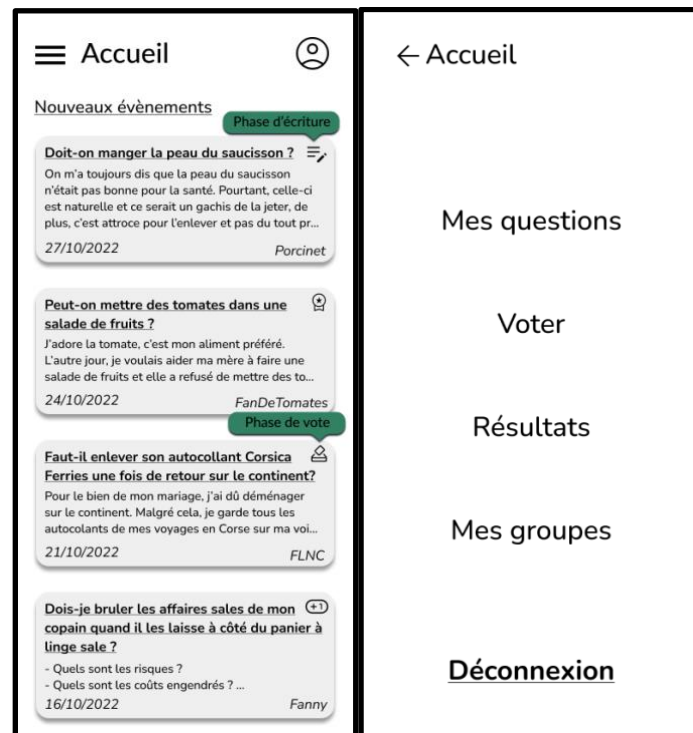 Accueil
Nouveaux évènements
Phase d'écriture
Doit-on manger la peau du saucisson ?
On m'a toujours dis que la peau du saucisson
n'était pas bonne pour la santé. Pourtant, celle-ci
est naturelle et ce serait un gachis de la jeter, de
plus, c'est attroce pour l'enlever et pas du tout pr...
27/10/2022
Porcinet
Peut-on mettre des tomates dans une
salade de fruits ?
J'adore la tomate, c'est mon aliment préféré.
L'autre jour, je voulais aider ma mère à faire une
salade de fruits et elle a refusé de mettre des to...
24/10/2022
FanDeTomates
Phase de vote
Faut-il enlever son autocollant Corsica
Ferries une fois de retour sur le continent?
Pour le bien de mon mariage, j'ai dû déménager
sur le continent. Malgré cela, je garde tous les
autocolants de mes voyages en Corse sur ma voi...
21/10/2022
FLNC
Dois-je bruler les affaires sales de mon
+1
copain quand il les laisse à côté du panier à
linge sale ?
- Quels sont les risques ?
- Quels sont les coûts engendrés ? ...
16/10/2022
Fanny
← Accueil
Mes questions
Voter
Résultats
Mes groupes
Déconnexion